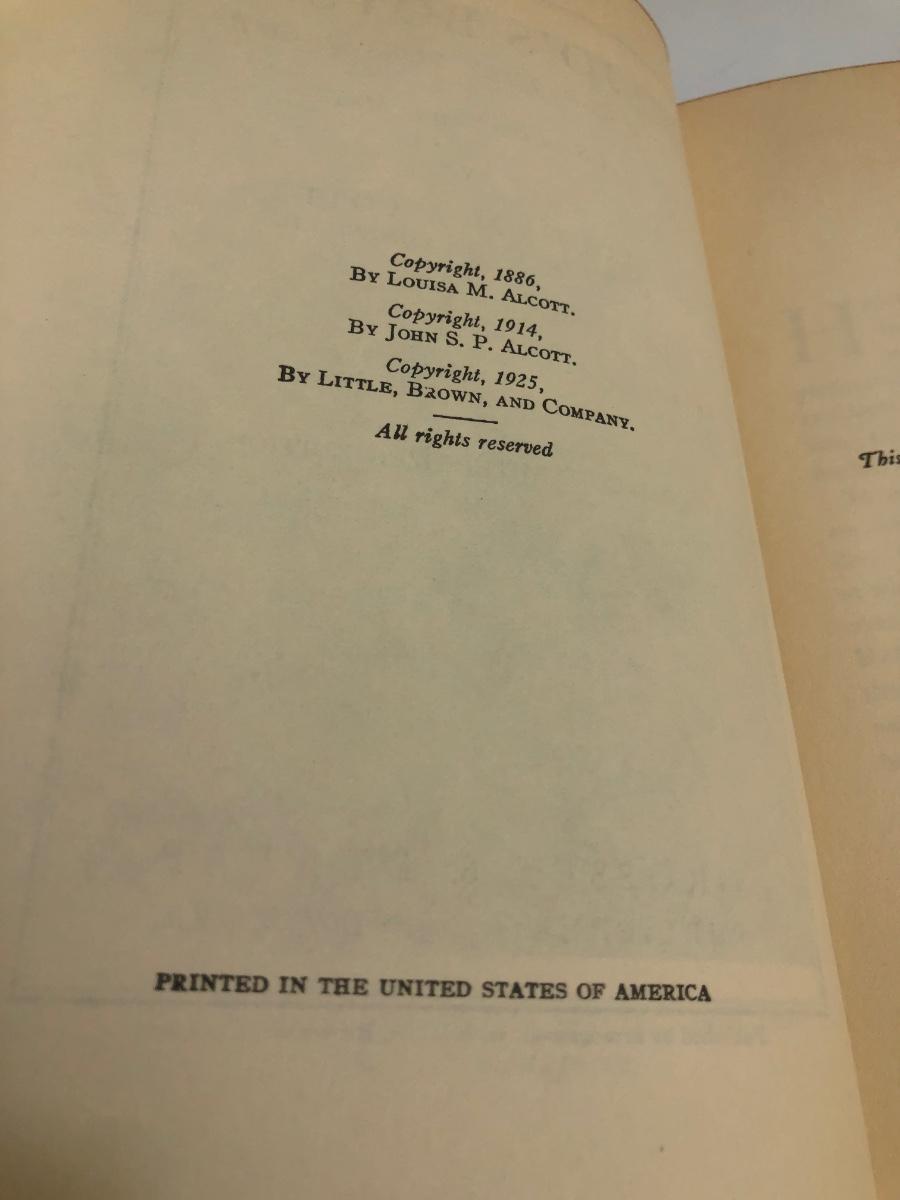 Copyright, 1886,
BY LOUISA M. ALCOTT.
Copyright, 1914,
BY JOHN S. P. ALCOTT.
Copyright, 1925,
BY LITTLE, BROWN, AND COMPANY.
All rights reserved
PRINTED IN THE UNITED STATES OF AMERICA
This